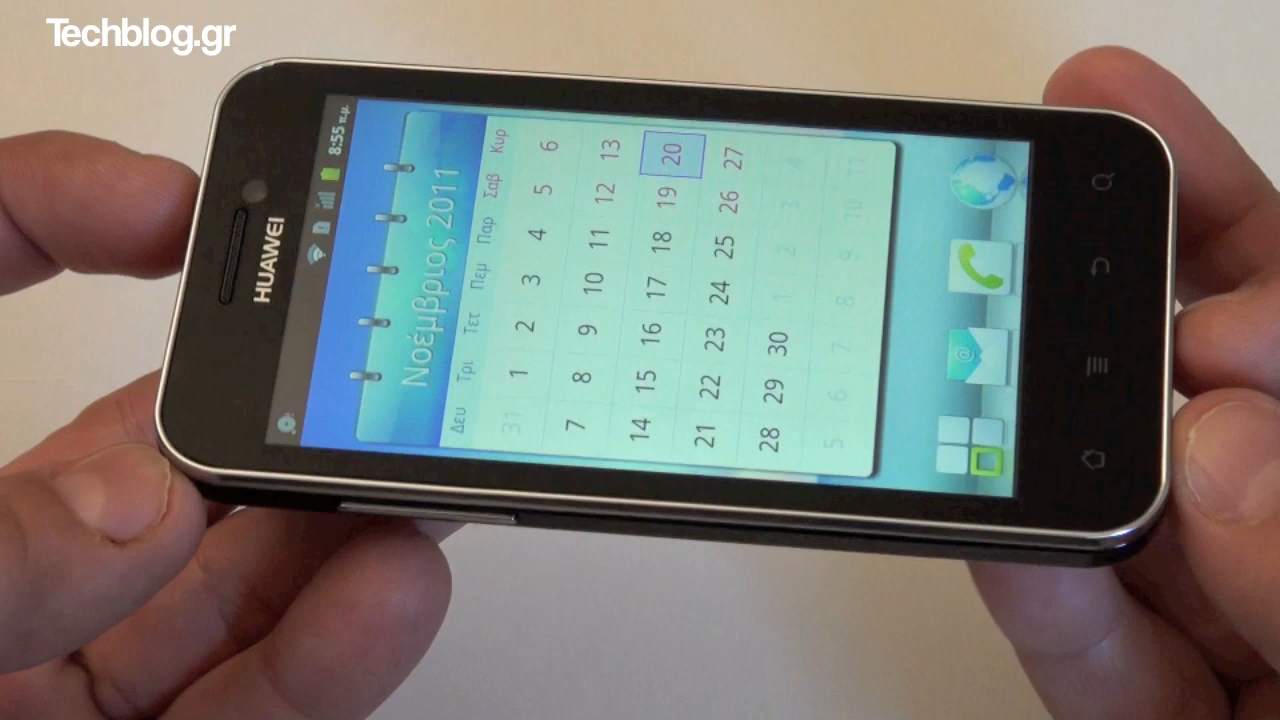 Techblog.gr
HUAWEI
8:55 π.μ.
Νοέμβριος 2011
Δευ Τρι Τετ Πεμ Παρ Σαβ Κυρ
31 1 2 3 4 5 6
7 8 9 10 11 12 13
14 15 16 17 18 19 20
21 22 23 24 25 26 27
28 29 30 1 2 3 4
5 6 7 8 9 10 11
@